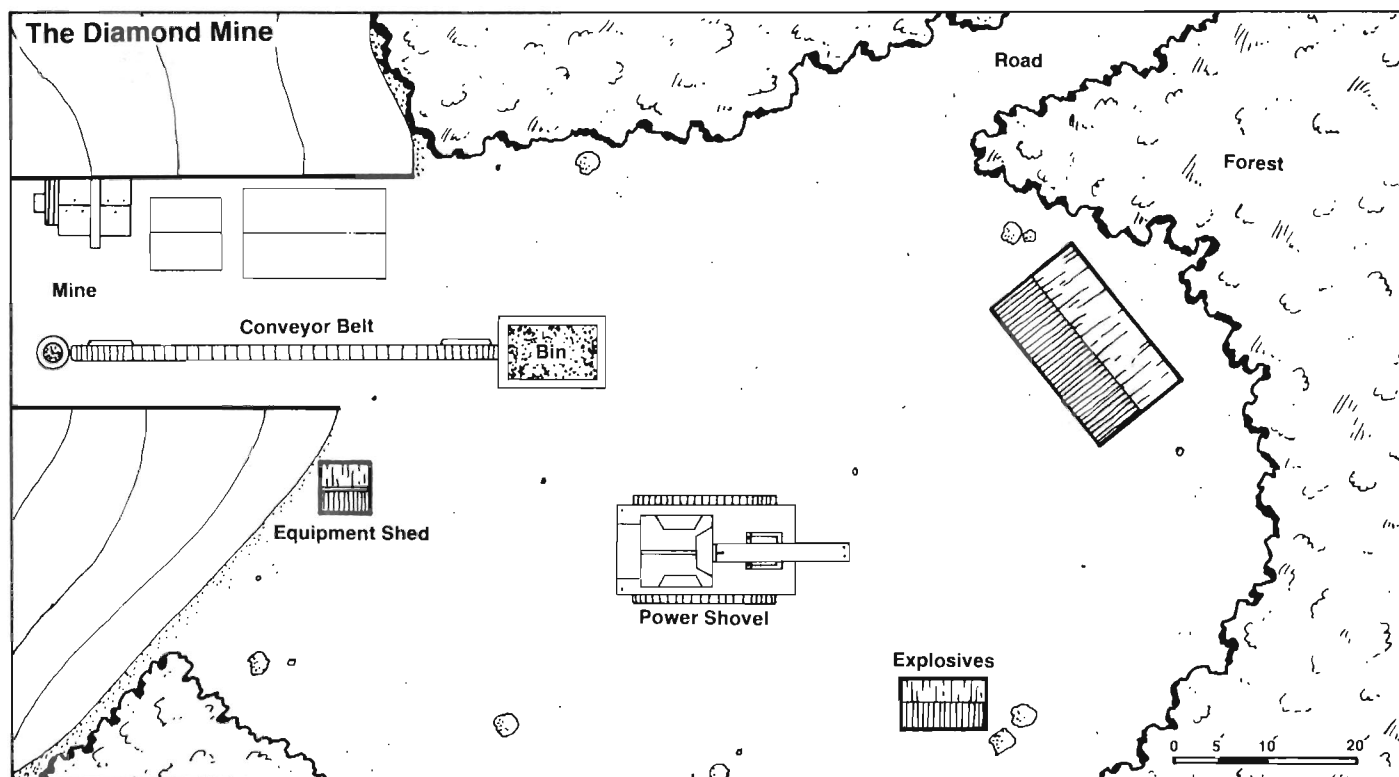 The Diamond Mine
Road
Forest
Mine
Conveyor Belt
Bin
Equipment Shed
Power Shovel
Explosives
0 5 10 20